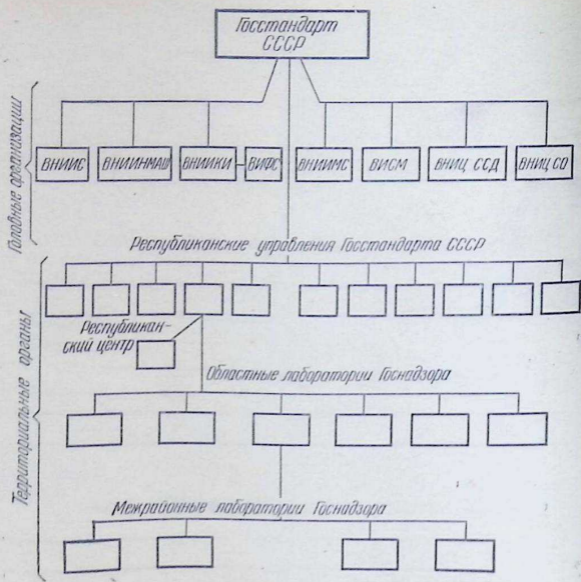 Госстандарт
СССР
Головные организации
ВНИИС
ВНИИНМАШ
ВНИИКИ
ВИФС
ВНИИМС
ВИСМ
ВНИЦ ССД
ВНИЦ СО
Республиканские управления Госстандарта СССР
Территориальные органы
Республикан-
ский центр
Областные лаборатории Госнадзора
Межрайонные лаборатории Госнадзора